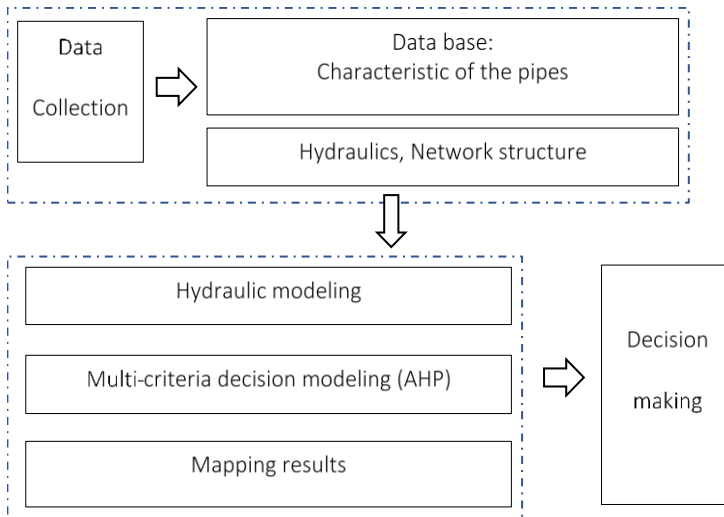 Data
Collection
Data base:
Characteristic of the pipes
Hydraulics, Network structure
Hydraulic modeling
Multi-criteria decision modeling (AHP)
Mapping results
Decision
making